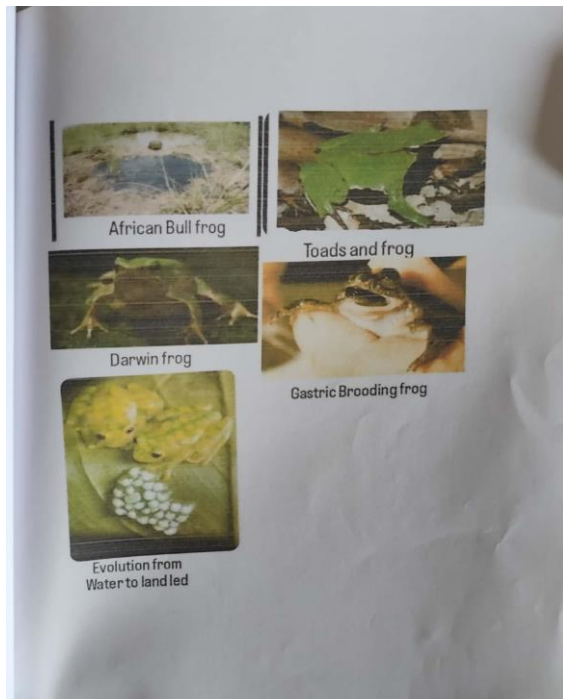 African Bull frog
Toads and frog
Darwin frog
Gastric Brooding frog
Evolution from
Water to land led